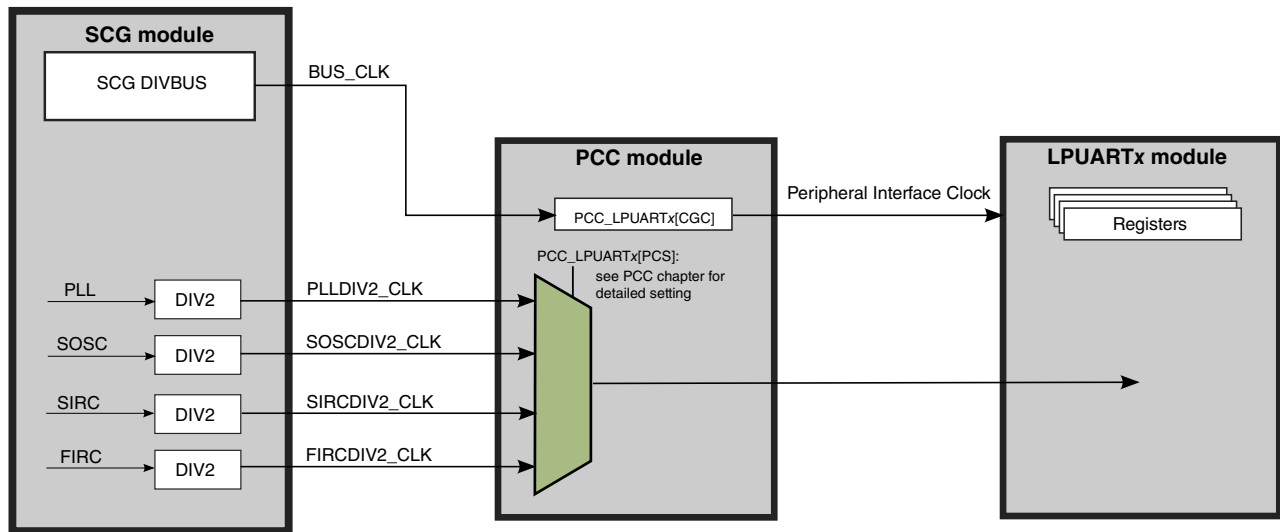 SCG module
SCG DIVBUS
BUS_CLK
PCC module
LPUARTx module
PCC_LPUARTx[CGC]
Peripheral Interface Clock
Registers
PCC_LPUARTx[PCS]:
see PCC chapter for
detailed setting
PLL
DIV2
PLLDIV2_CLK
SOSC
DIV2
SOSCDIV2_CLK
SIRC
DIV2
SIRCDIV2_CLK
FIRC
DIV2
FIRCDIV2_CLK